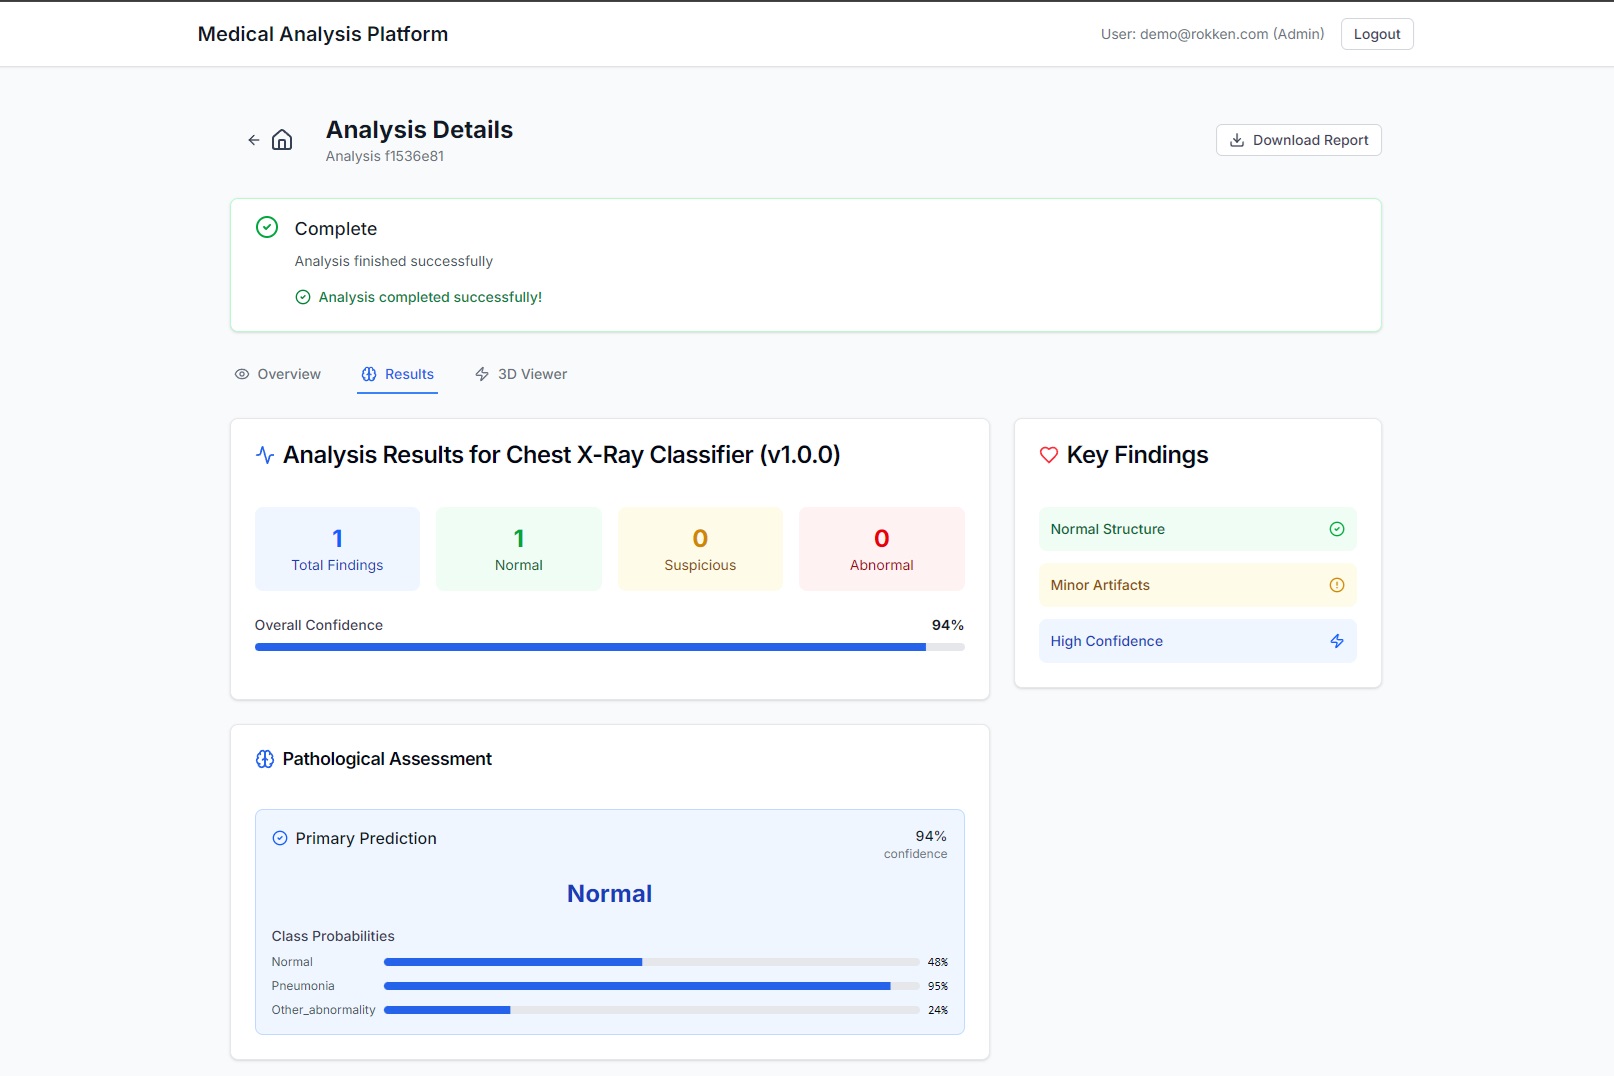 Medical Analysis Platform
User: demo@rokken.com (Admin)
Logout
Analysis Details
Analysis f1536e81
Download Report
Complete
Analysis finished successfully
Analysis completed successfully!
Overview
Results
3D Viewer
Analysis Results for Chest X-Ray Classifier (v1.0.0)
1
Total Findings
1
Normal
0
Suspicious
0
Abnormal
Overall Confidence
94%
Key Findings
Normal Structure
Minor Artifacts
High Confidence
Pathological Assessment
Primary Prediction
94%
confidence
Normal
Class Probabilities
Normal 48%
Pneumonia 95%
Other_abnormality 24%